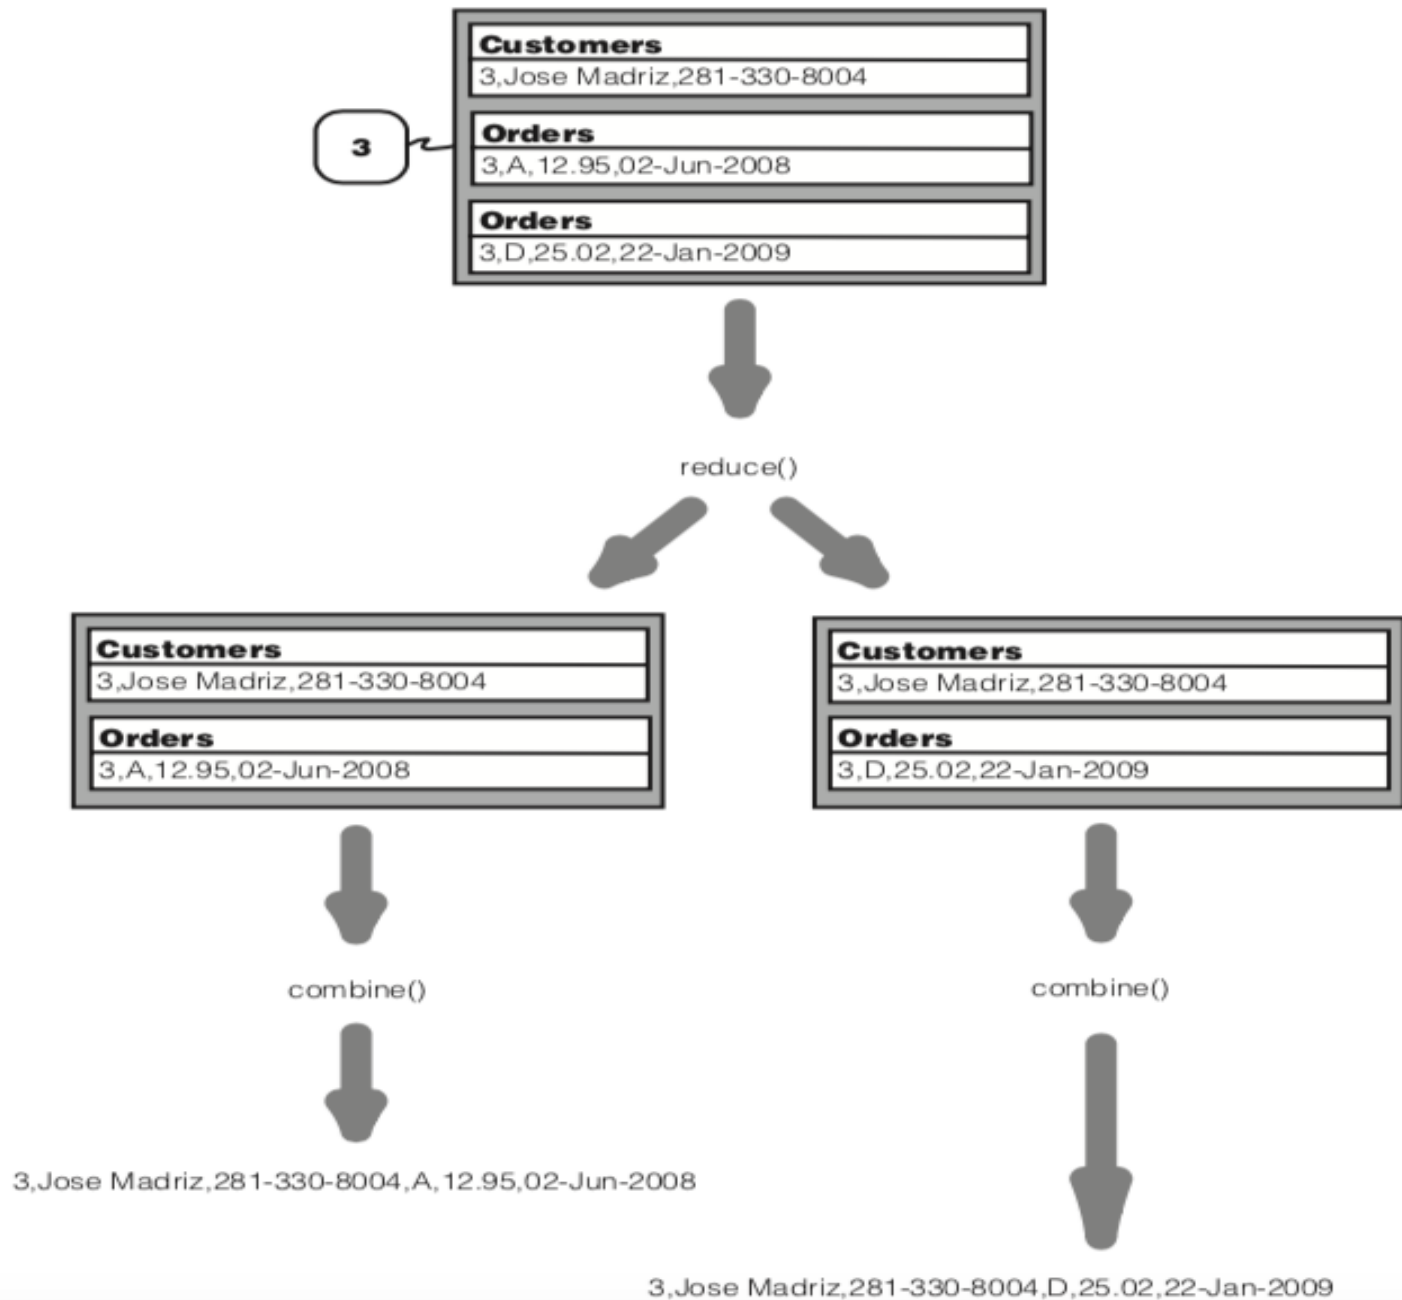 Customers
3,Jose Madriz,281-330-8004
3
Orders
3,A,12.95,02-Jun-2008
Orders
3,D,25.02,22-Jan-2009
reduce()
Customers
3,Jose Madriz,281-330-8004
Orders
3,A,12.95,02-Jun-2008
Customers
3,Jose Madriz,281-330-8004
Orders
3,D,25.02,22-Jan-2009
combine()
combine()
3,Jose Madriz,281-330-8004,A,12.95,02-Jun-2008
3,Jose Madriz,281-330-8004,D,25.02,22-Jan-2009